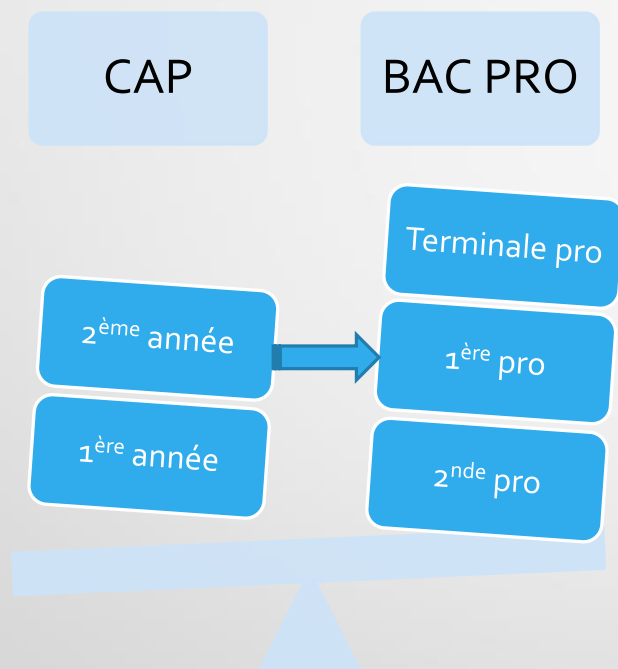 CAP
BAC PRO
Terminale pro
2ème année
1ère pro
1ère année
2nde pro